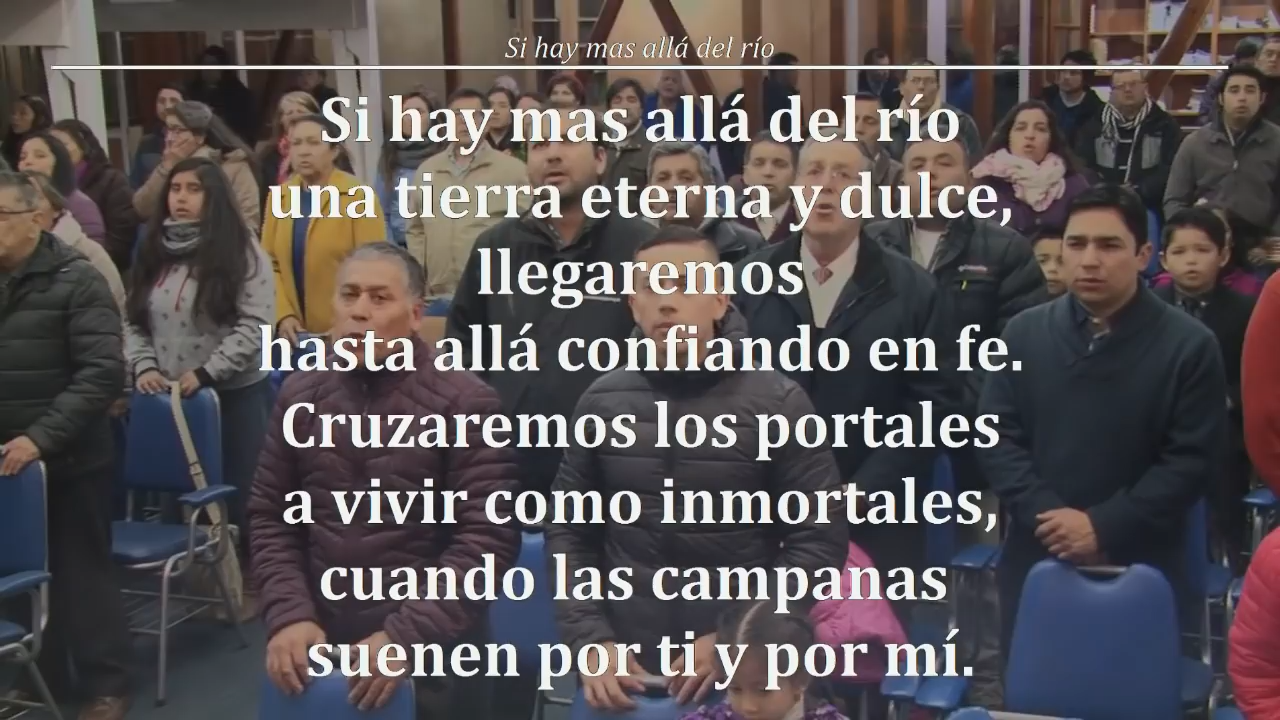 Si hay mas allá del río
Si hay mas allá del río
una tierra eterna y dulce,
llegaremos
hasta allá confiando en fe.
Cruzaremos los portales
a vivir como inmortales,
cuando las campanas
suenen por ti y por mí.